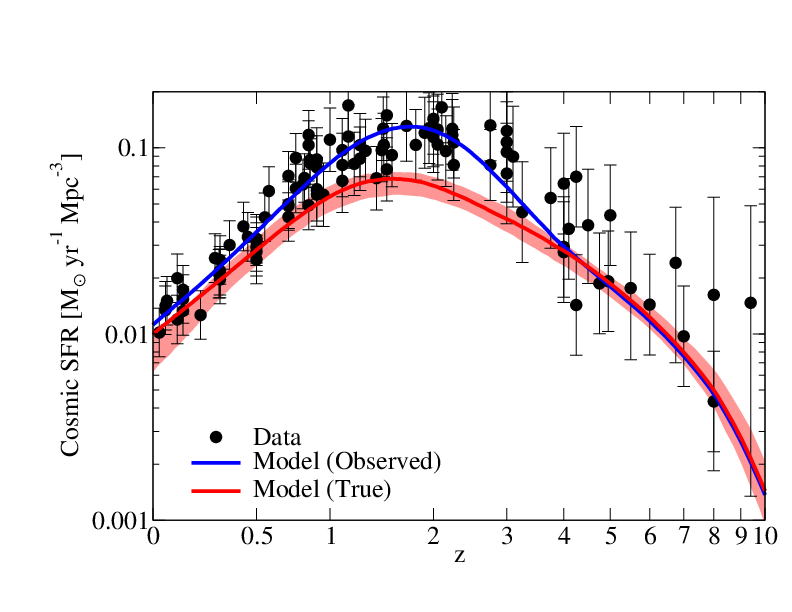 0.1
0.01
0.001
Cosmic SFR [M☉ yr⁻¹ Mpc⁻³]
Data
Model (Observed)
Model (True)
0 0.5 1 2 3 4 5 6 7 8 9 10
z